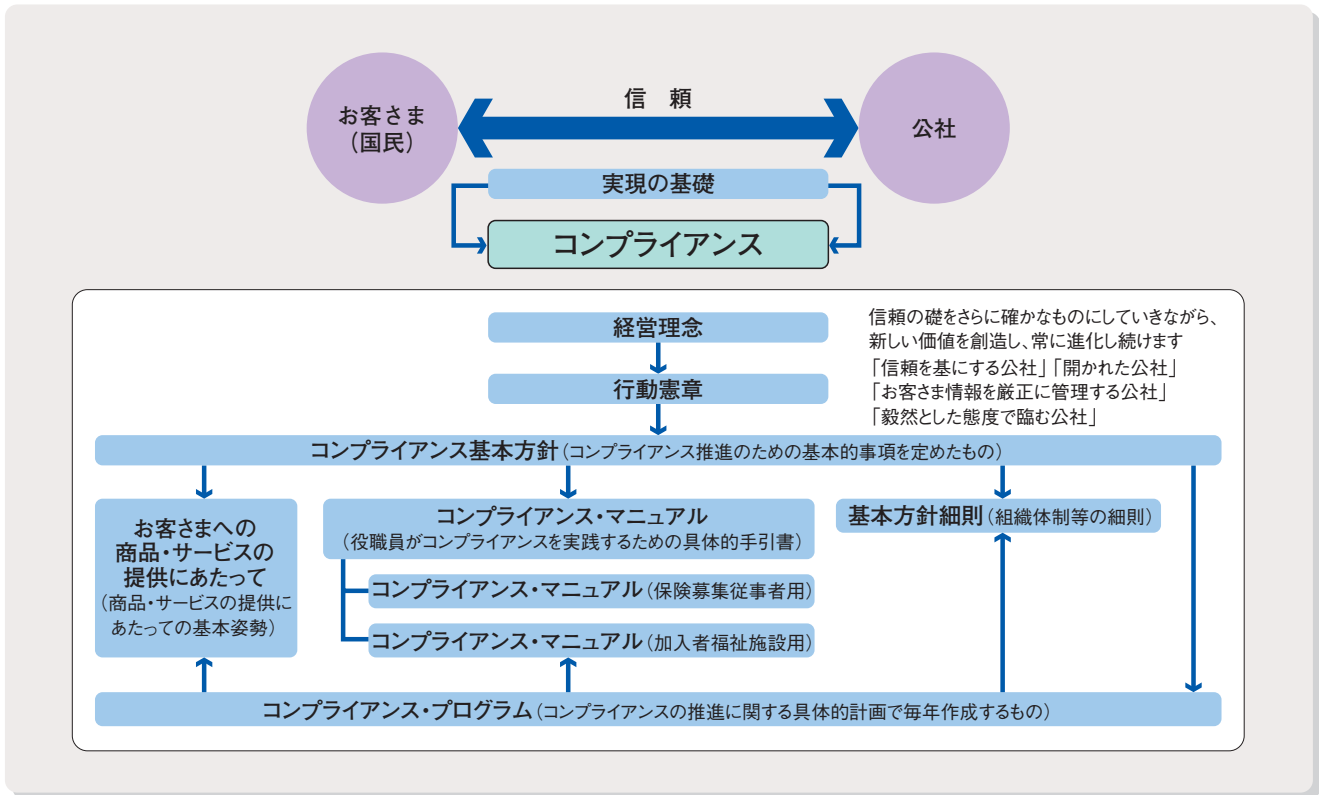 お客さま
（国民）
信　頼
公社
実現の基礎
コンプライアンス
経営理念
信頼の礎をさらに確かなものにしていきながら、
新しい価値を創造し、常に進化し続けます
行動憲章
「信頼を基にする公社」「開かれた公社」
「お客さま情報を厳正に管理する公社」
「毅然とした態度で臨む公社」
コンプライアンス基本方針（コンプライアンス推進のための基本的事項を定めたもの）
お客さまへの
商品・サービスの
提供にあたって
（商品・サービスの提供に
あたっての基本姿勢）
コンプライアンス・マニュアル
（役職員がコンプライアンスを実践するための具体的手引書）
コンプライアンス・マニュアル（保険募集従事者用）
コンプライアンス・マニュアル（加入者福祉施設用）
基本方針細則（組織体制等の細則）
コンプライアンス・プログラム（コンプライアンスの推進に関する具体的計画で毎年作成するもの）